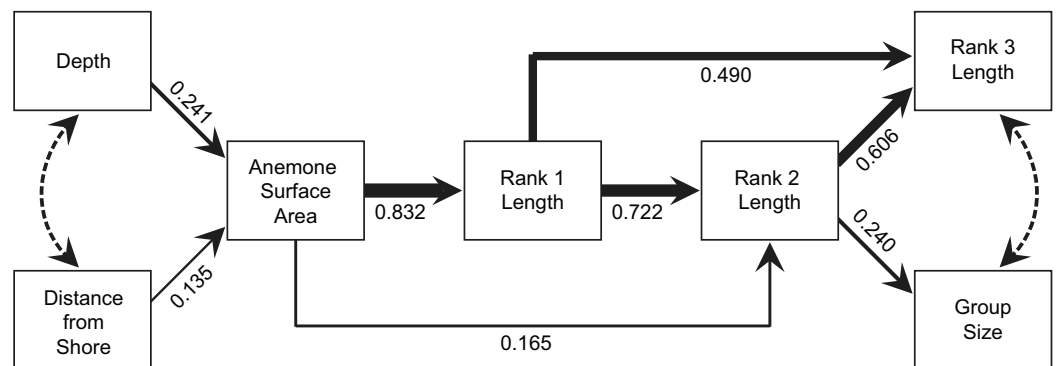 Depth
Distance
from
Shore
0.241
0.135
Anemone
Surface
Area
0.832
0.165
Rank 1
Length
0.722
0.490
Rank 2
Length
0.606
0.240
Rank 3
Length
Group
Size